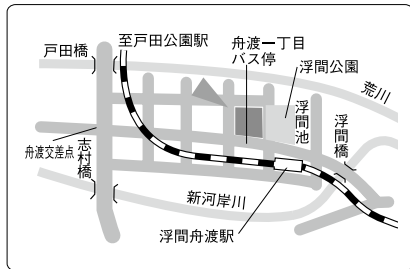 戸田橋
至戸田公園駅
舟渡一丁目
バス停
浮間公園
荒川
浮間池
浮間橋
志村橋
舟渡交差点
新河岸川
浮間舟渡駅